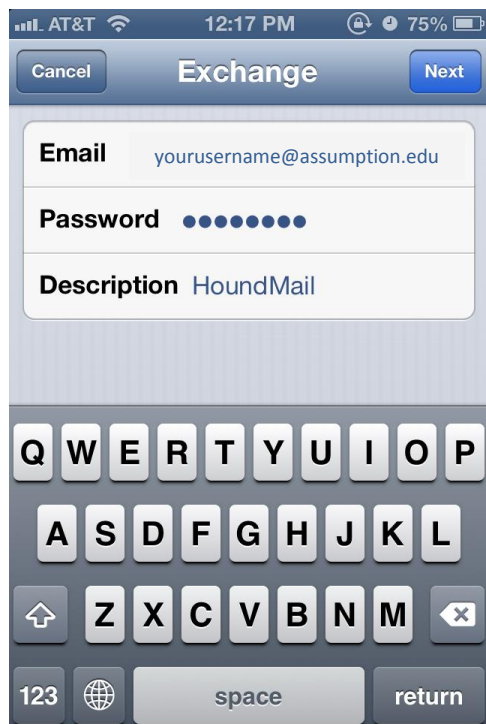 AT&T 12:17 PM 75%
Cancel Exchange Next
Email yourusername@assumption.edu
Password ••••••••
Description HoundMail
Q W E R T Y U I O P
A S D F G H J K L
Z X C V B N M
123 space return